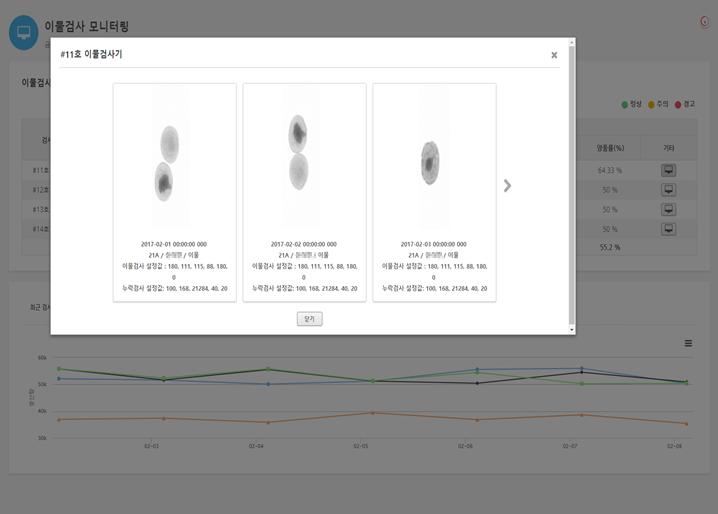 이물검사 모니터링
#11호 이물검사기
×
이물검사
정상 주의 경고
양품률(%) 기타
#11호 64.33 %
#12호 50 %
#13호 50 %
#14호 50 %
55.2 %
2017-02-01 00:00:00 000
21A / / 이물
이물검사 설정값 : 180, 111, 115, 88, 180,
0
누락검사 설정값: 100, 168, 21284, 40, 20
2017-02-02 00:00:00 000
21A / / 이물
이물검사 설정값 : 180, 111, 115, 88, 180,
0
누락검사 설정값: 100, 168, 21284, 40, 20
2017-02-03 00:00:00 000
21A / / 이물
이물검사 설정값 : 180, 111, 115, 88, 180,
0
누락검사 설정값: 100, 168, 21284, 40, 20
닫기
최근 검사
60k
50k
40k
30k
생산량
02-03 02-04 02-05 02-06 02-07 02-08